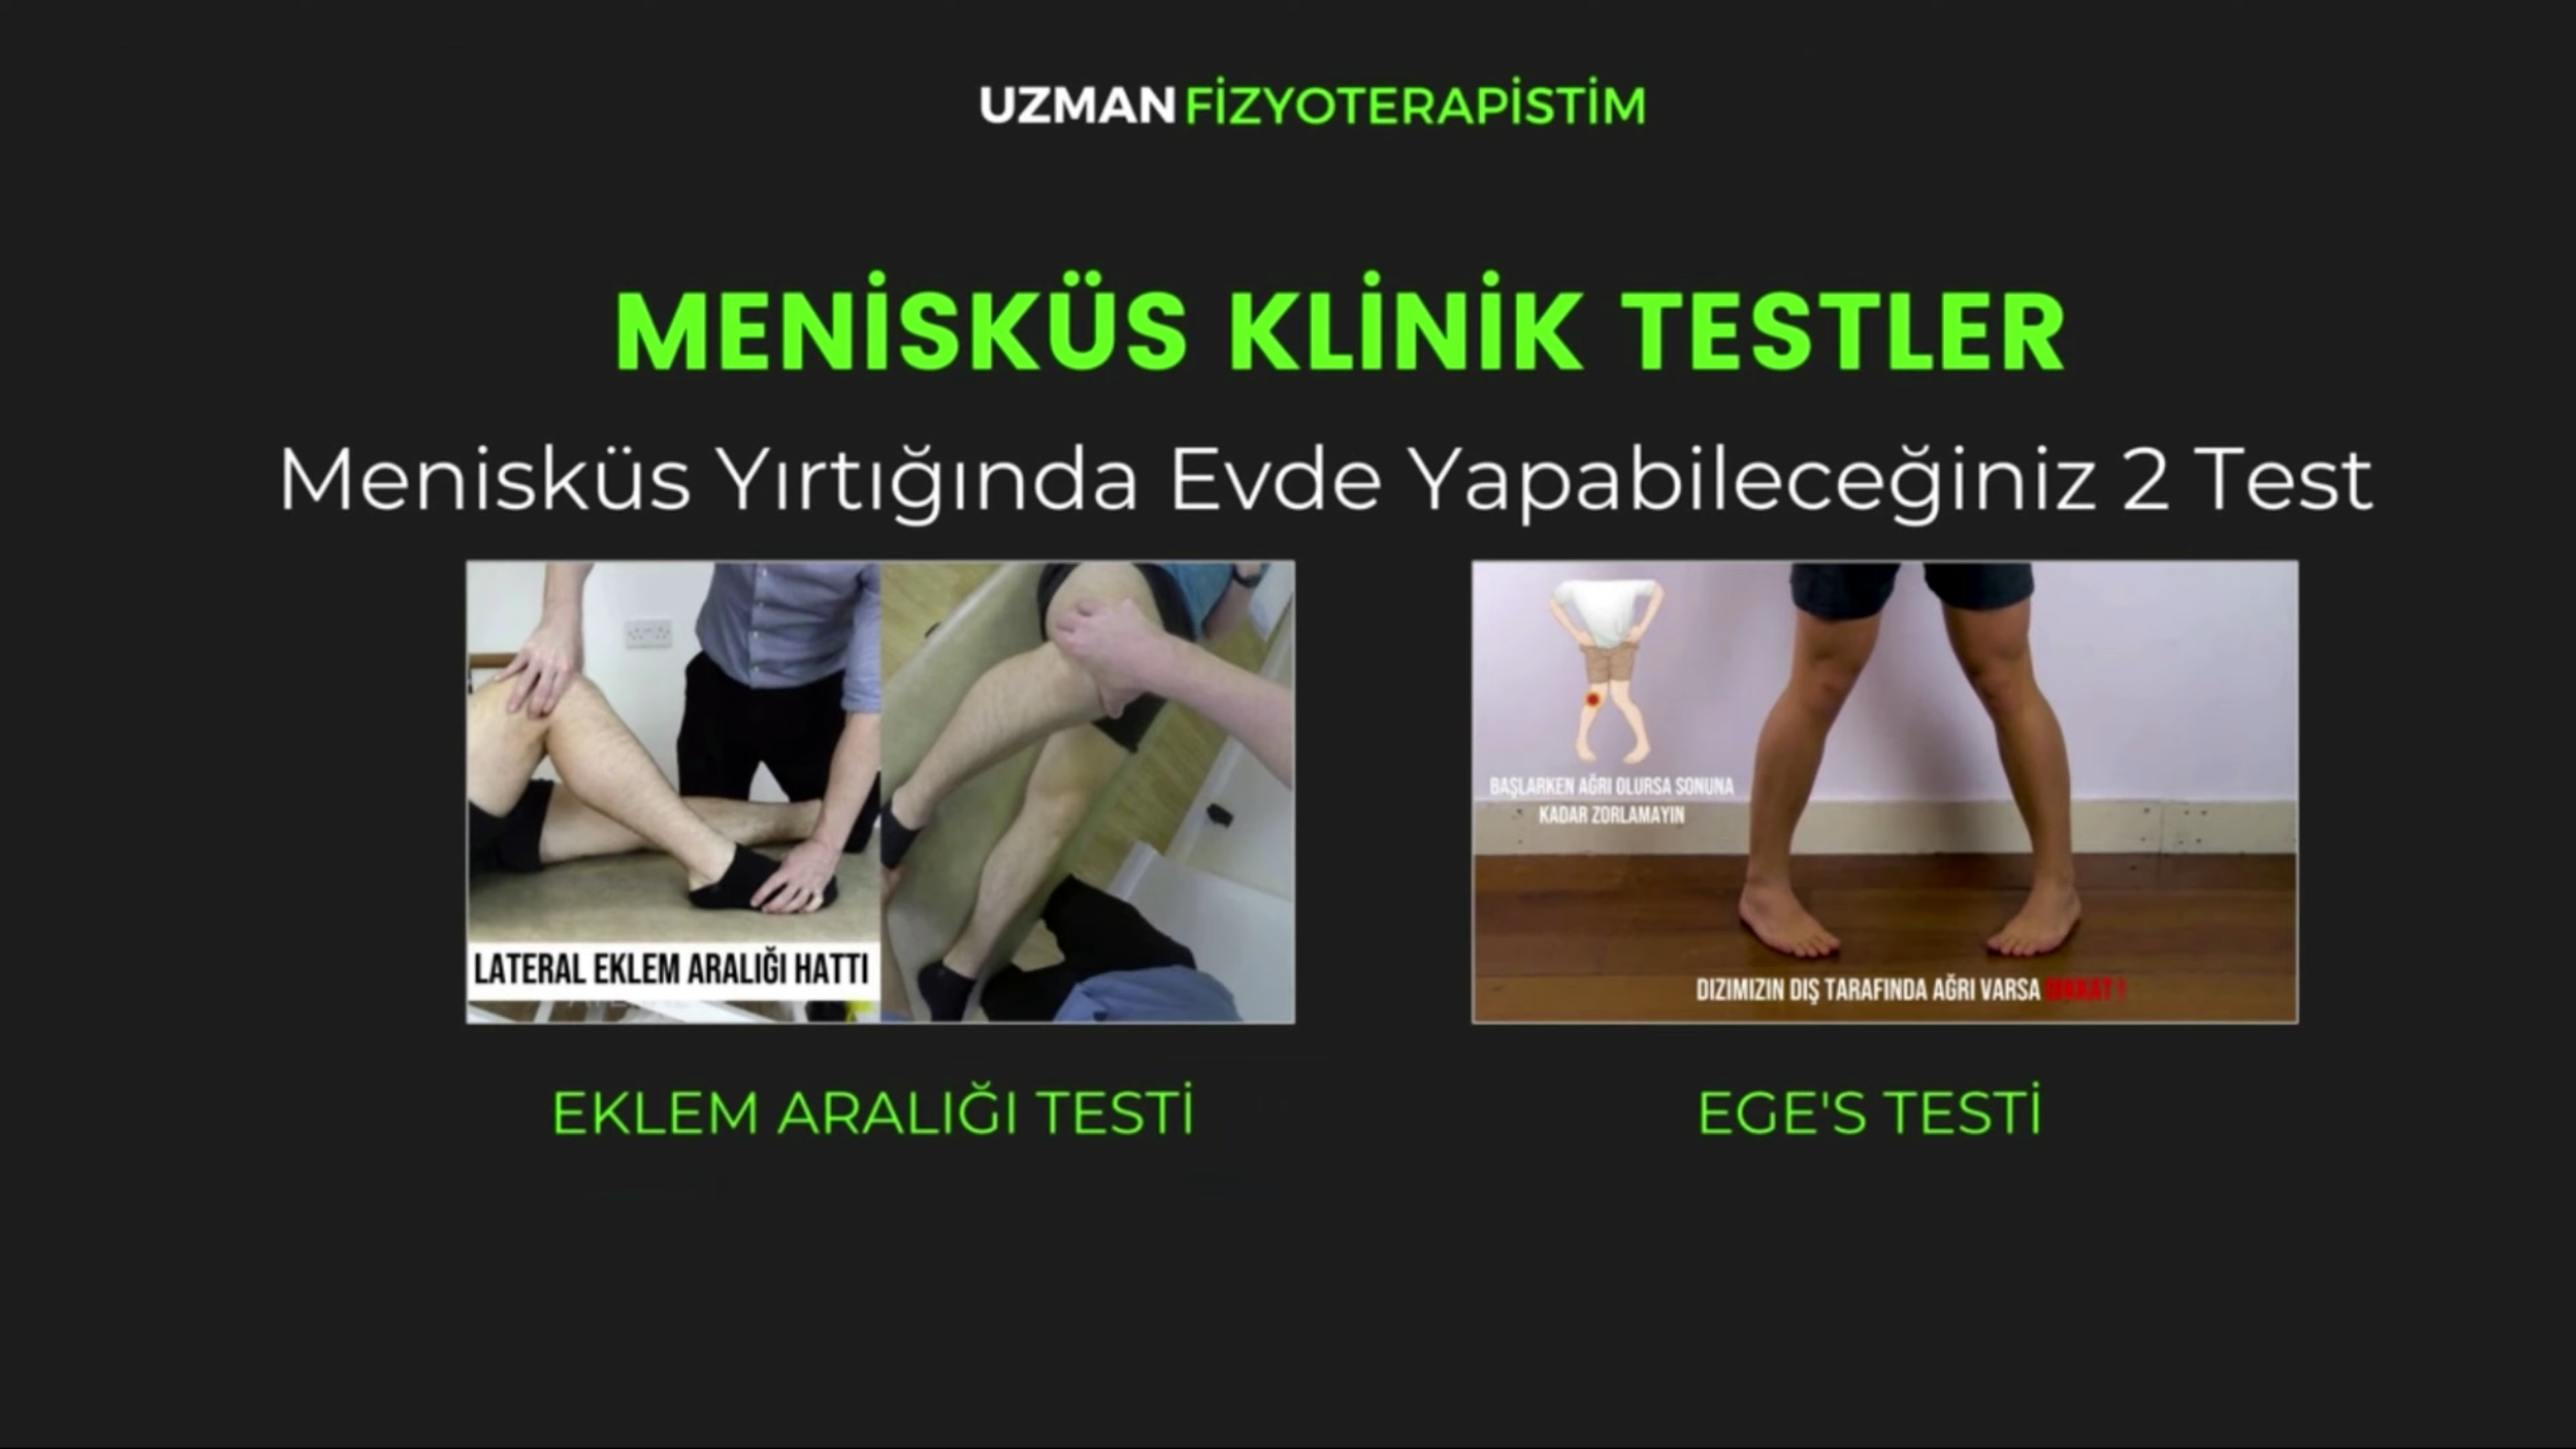 UZMAN FİZYOTERAPİSTİM
MENİSKÜS KLİNİK TESTLER
Menisküs Yırtığında Evde Yapabileceğiniz 2 Test
LATERAL EKLEM ARALIĞI HATTI
BAŞLARKEN AĞRI OLURSA SONUNA
KADAR ZORLAMAYIN
DIZIMIZIN DIŞ TARAFINDA AĞRI VARSA DIKKAT !
EKLEM ARALIĞI TESTİ
EGE'S TESTİ